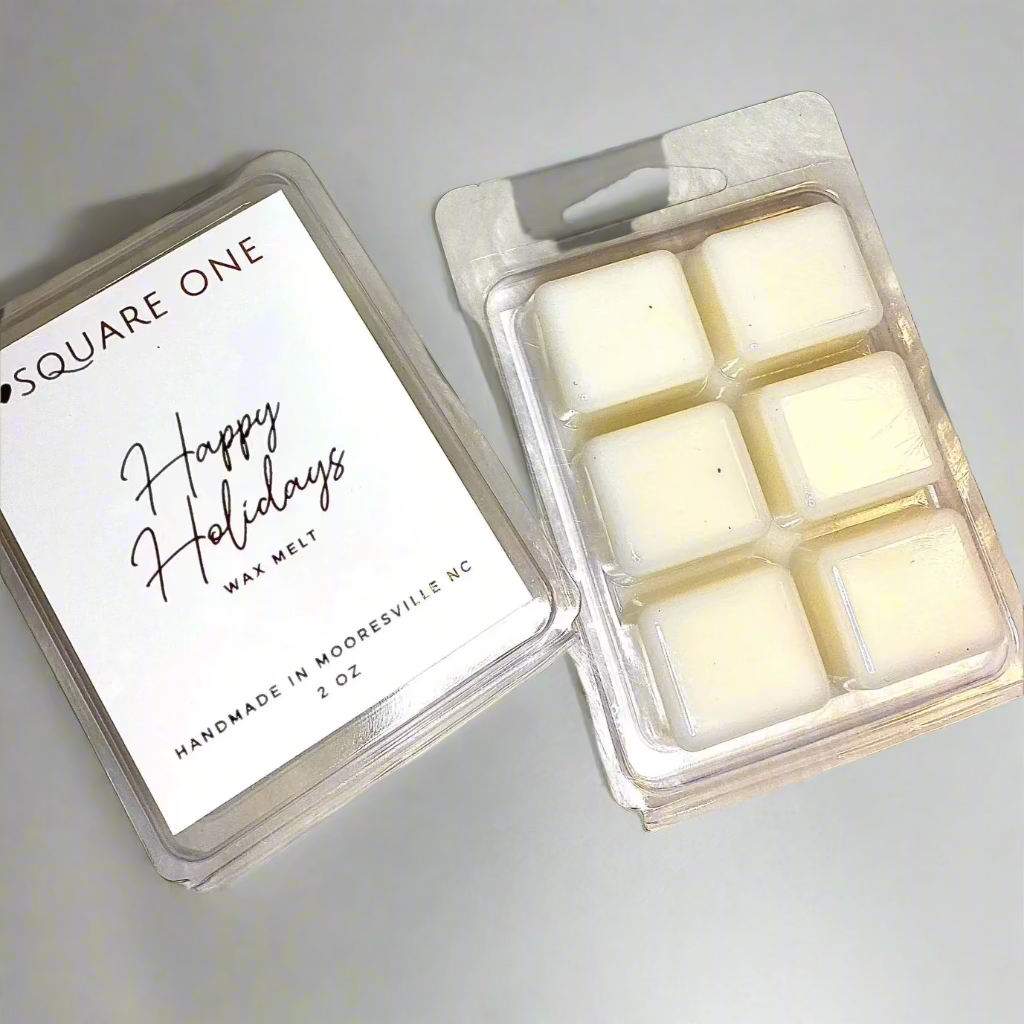 SQUARE ONE
Happy
Holidays
WAX MELT
HANDMADE IN MOORESVILLE NC
2 OZ